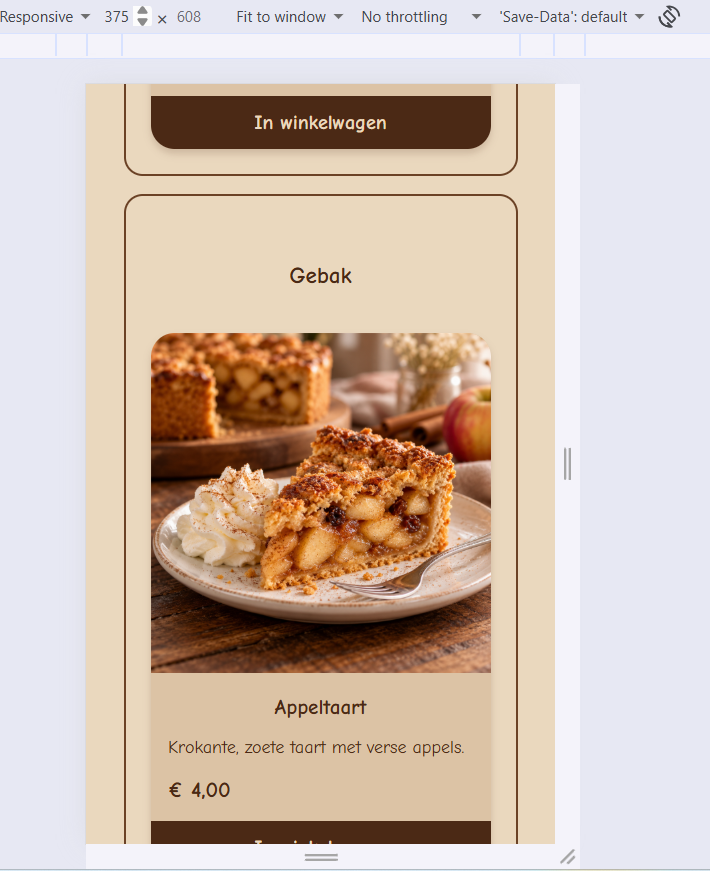 Responsive 375 × 608 Fit to window No throttling 'Save-Data': default
In winkelwagen
Gebak
Appeltaart
Krokante, zoete taart met verse appels.
€ 4,00